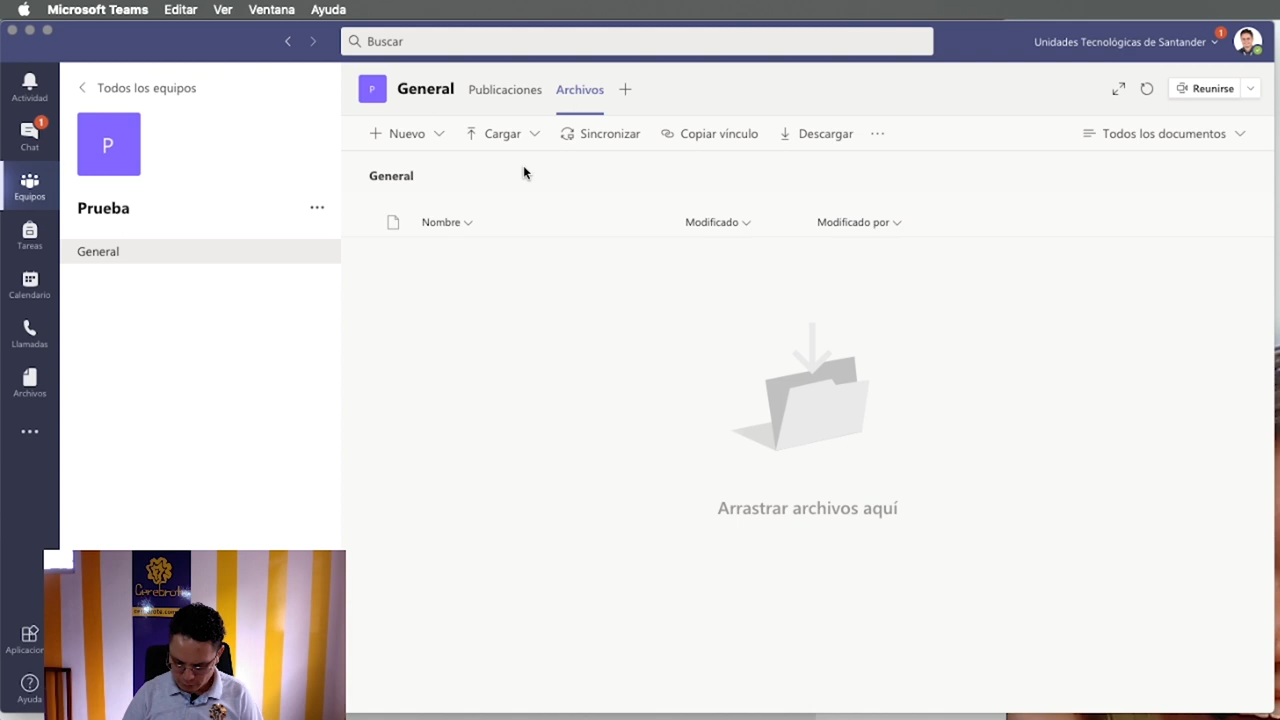 Microsoft Teams Editar Ver Ventana Ayuda
Buscar
Unidades Tecnológicas de Santander
1
Actividad
Chat
1
Equipos
Tareas
Calendario
Llamadas
Archivos
Aplicacion
Ayuda
Todos los equipos
P
Prueba
General
P
General Publicaciones Archivos
Reunirse
Nuevo Cargar Sincronizar Copiar vínculo Descargar
Todos los documentos
General
Nombre Modificado Modificado por
Arrastrar archivos aquí
Cerebrote